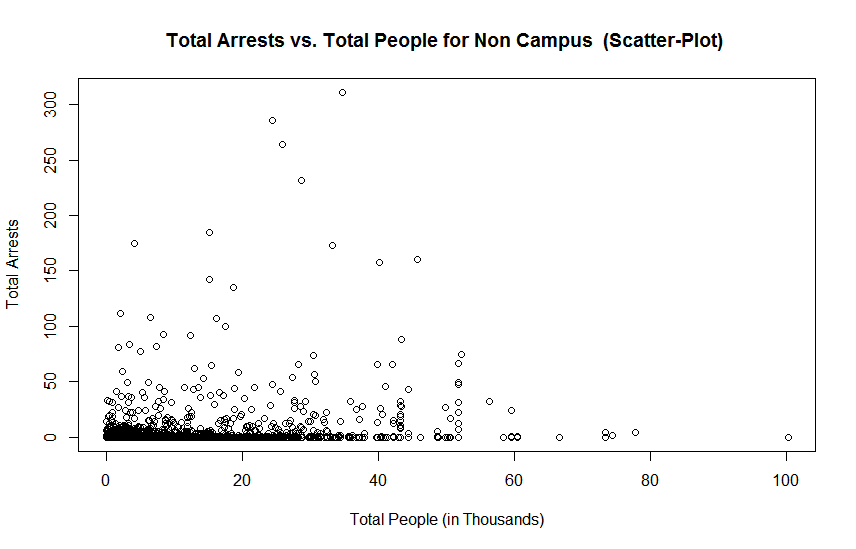 Total Arrests vs. Total People for Non Campus  (Scatter-Plot)
300
250
200
150
100
50
0
Total Arrests
0 20 40 60 80 100
Total People (in Thousands)